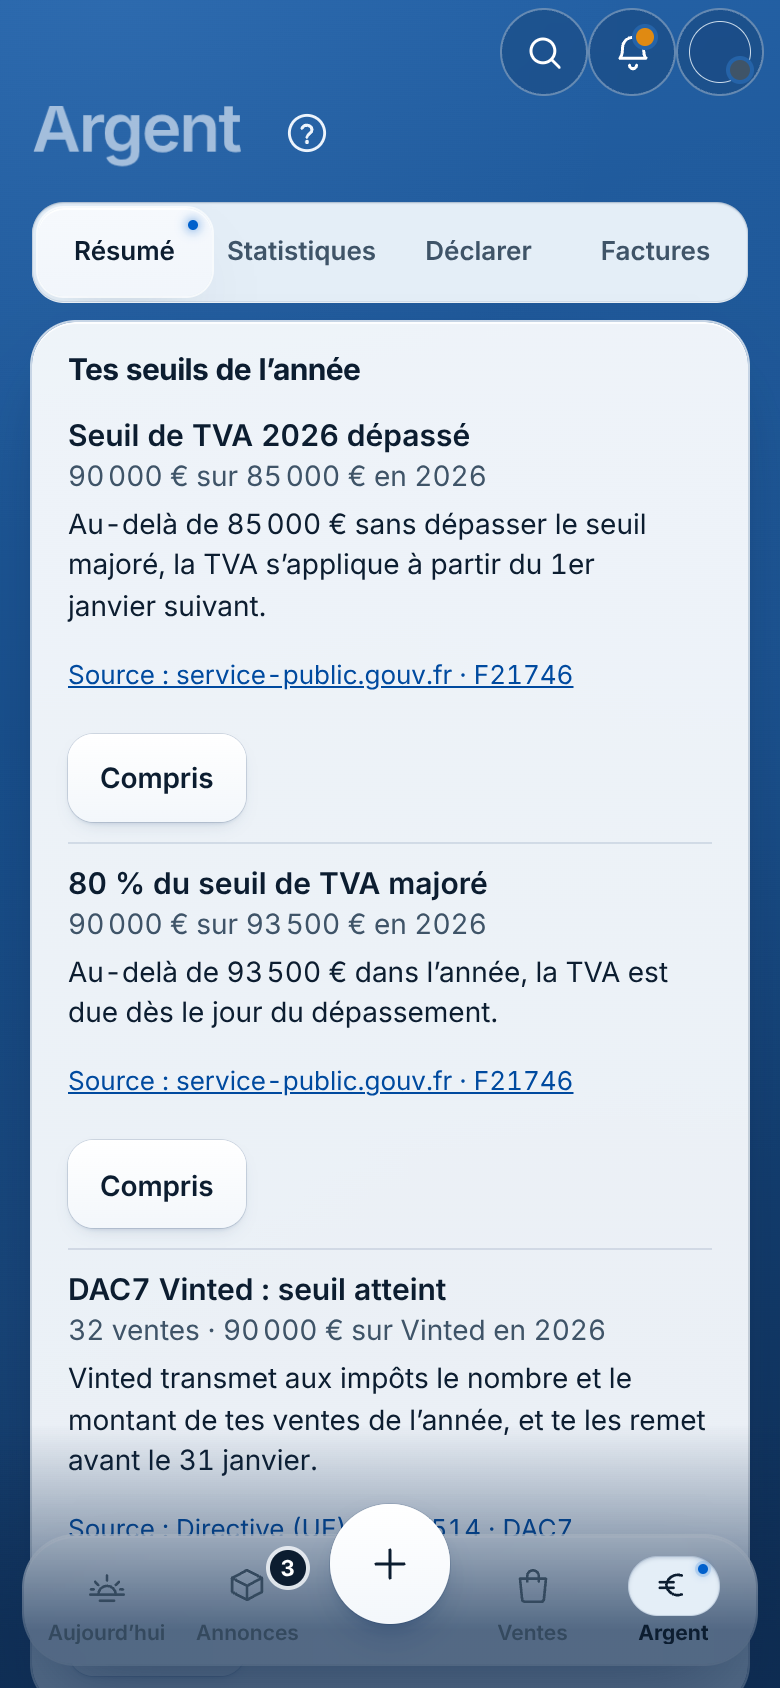 Argent
?
Résumé
Statistiques
Déclarer
Factures
Tes seuils de l’année
Seuil de TVA 2026 dépassé
90 000 € sur 85 000 € en 2026
Au-delà de 85 000 € sans dépasser le seuil
majoré, la TVA s’applique à partir du 1er
janvier suivant.
Source : service-public.gouv.fr · F21746
Compris
80 % du seuil de TVA majoré
90 000 € sur 93 500 € en 2026
Au-delà de 93 500 € dans l’année, la TVA est
due dès le jour du dépassement.
Source : service-public.gouv.fr · F21746
Compris
DAC7 Vinted : seuil atteint
32 ventes · 90 000 € sur Vinted en 2026
Vinted transmet aux impôts le nombre et le
montant de tes ventes de l’année, et te les remet
avant le 31 janvier.
Source : Directive (UE) 514 · DAC7
3
Aujourd’hui
Annonces
Ventes
Argent